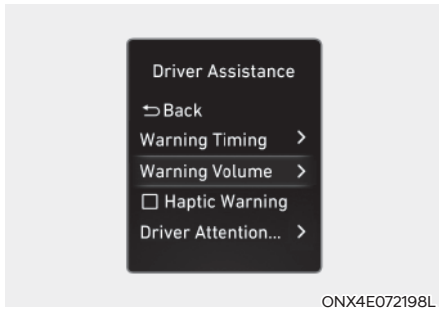 Driver Assistance
Back
Warning Timing
Warning Volume
Haptic Warning
Driver Attention...
ONX4E072198L